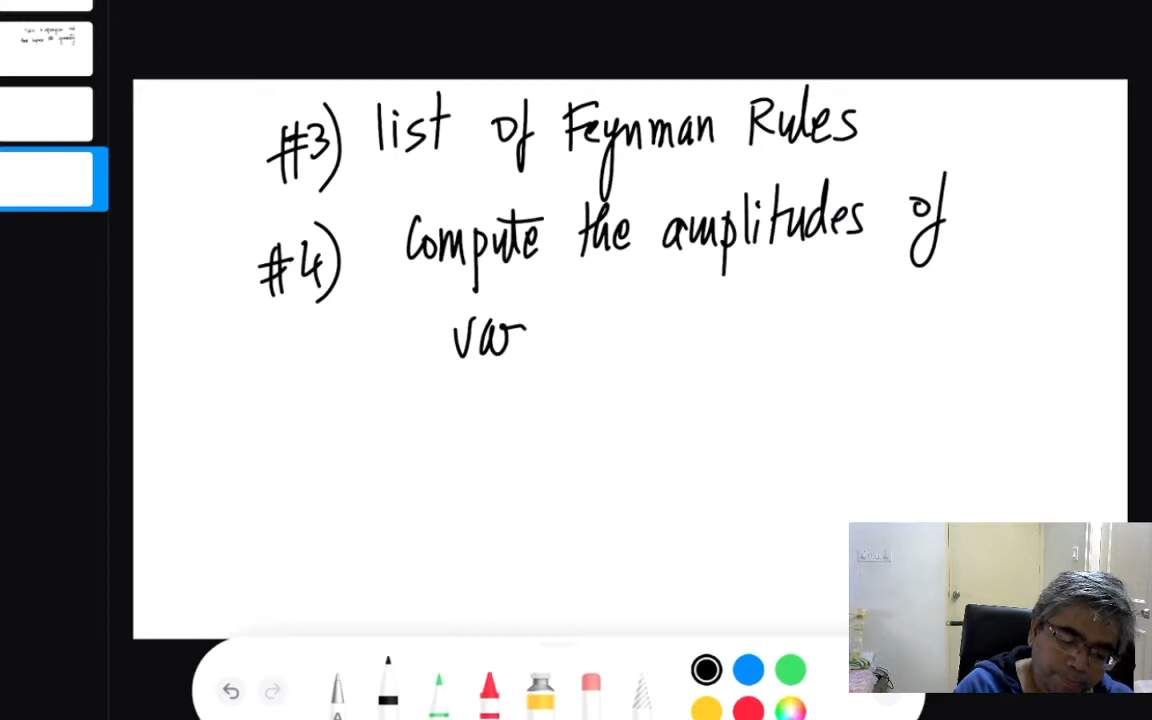 #3) list of Feynman Rules
#4) Compute the amplitudes of
var